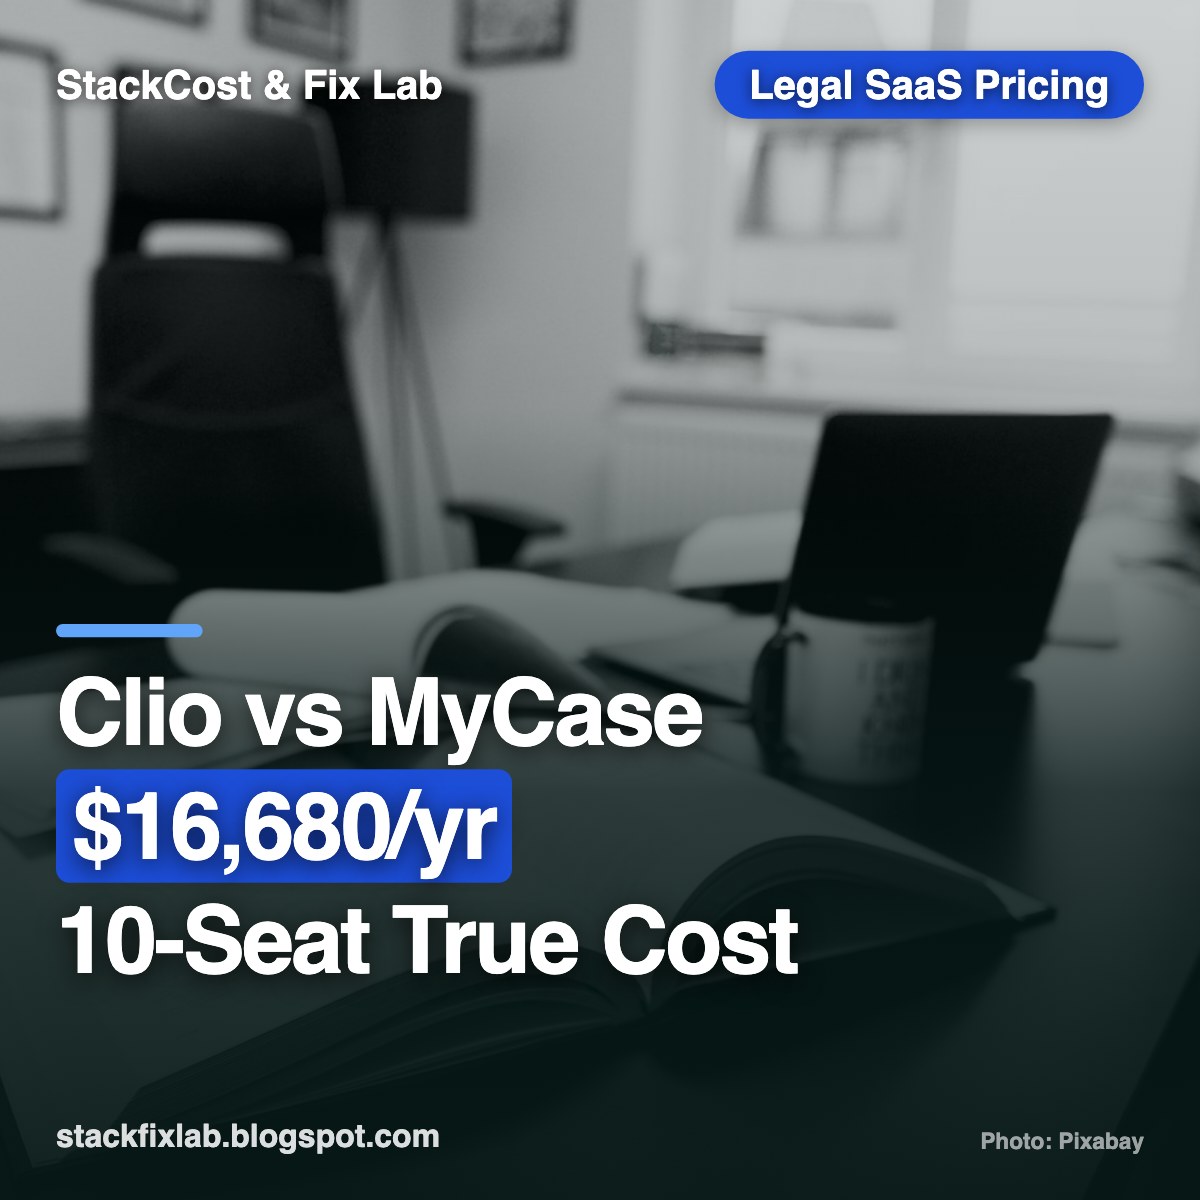 StackCost & Fix Lab
Legal SaaS Pricing
Clio vs MyCase
$16,680/yr
10-Seat True Cost
stackfixlab.blogspot.com
Photo: Pixabay